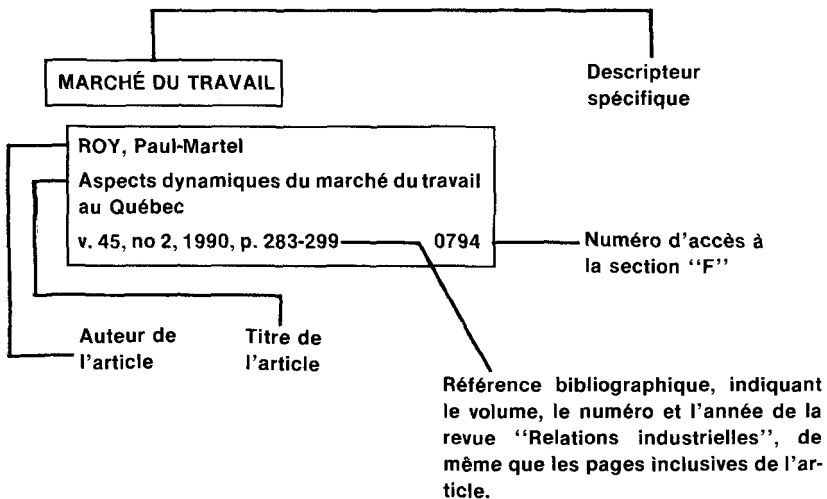 MARCHÉ DU TRAVAIL
Descripteur
spécifique
ROY, Paul-Martel
Aspects dynamiques du marché du travail
au Québec
v. 45, no 2, 1990, p. 283-299
0794
Numéro d'accès à
la section ‘‘F’’
Auteur de
l'article
Titre de
l'article
Référence bibliographique, indiquant
le volume, le numéro et l'année de la
revue ‘‘Relations industrielles’’, de
même que les pages inclusives de l'ar-
ticle.